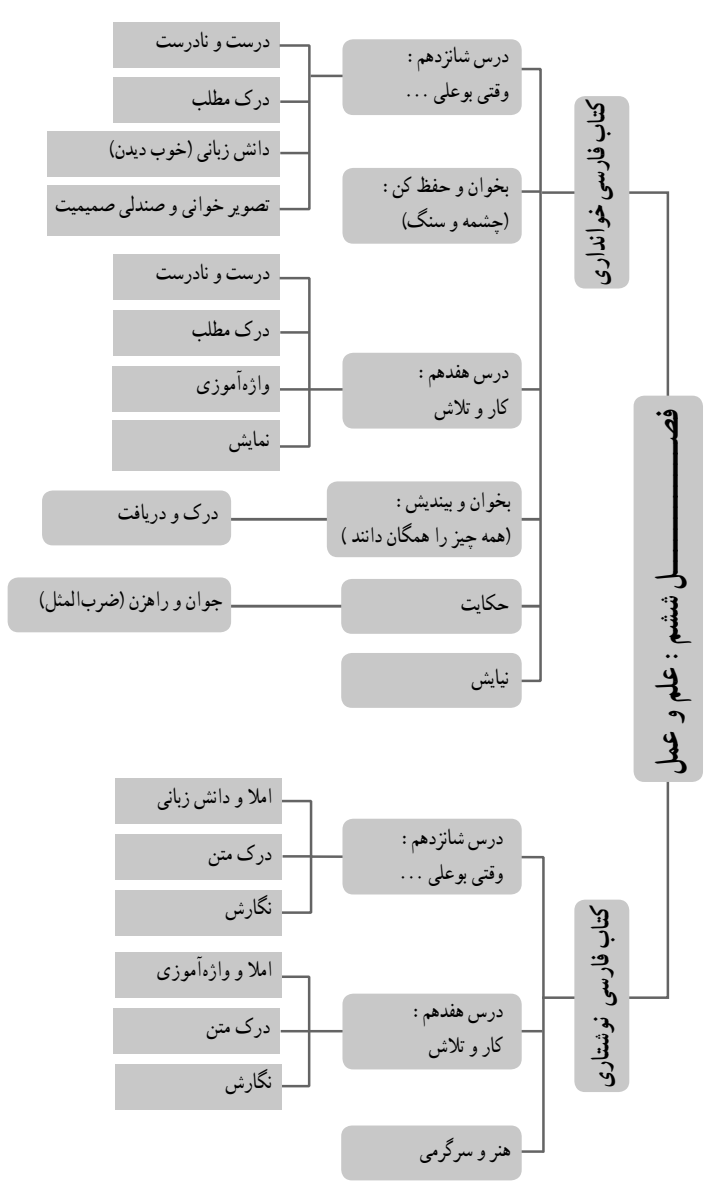 فصل ششم : علم و عمل
کتاب فارسی خوانداری
درس شانزدهم :
وقتی بوعلی ...
درست و نادرست
درک مطلب
دانش زبانی (خوب دیدن)
تصویر خوانی و صندلی صمیمیت
بخوان و حفظ کن :
(چشمه و سنگ)
درس هفدهم :
کار و تلاش
درست و نادرست
درک مطلب
واژه‌آموزی
نمایش
بخوان و بیندیش :
(همه چیز را همگان دانند )
درک و دریافت
حکایت
جوان و راهزن (ضرب‌المثل)
نیایش
کتاب فارسی نوشتاری
درس شانزدهم :
وقتی بوعلی ...
املا و دانش زبانی
درک متن
نگارش
درس هفدهم :
کار و تلاش
املا و واژه‌آموزی
درک متن
نگارش
هنر و سرگرمی